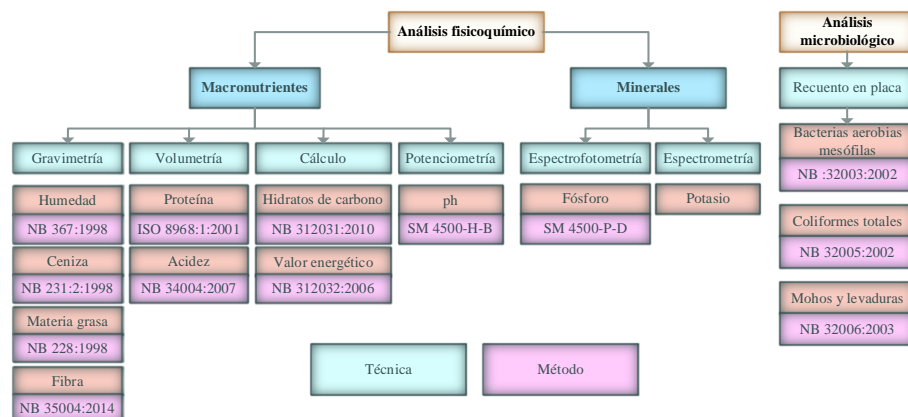 Análisis fisicoquímico
Análisis
microbiológico
Macronutrientes
Minerales
Recuento en placa
Gravimetría
Volumetría
Cálculo
Potenciometría
Espectrofotometría
Espectrometría
Bacterias aerobias
mesófilas
NB :32003:2002
Humedad
NB 367:1998
Proteína
ISO 8968:1:2001
Hidratos de carbono
NB 312031:2010
ph
SM 4500-H-B
Fósforo
SM 4500-P-D
Potasio
Coliformes totales
NB 32005:2002
Ceniza
NB 231:2:1998
Acidez
NB 34004:2007
Valor energético
NB 312032:2006
Mohos y levaduras
NB 32006:2003
Materia grasa
NB 228:1998
Fibra
NB 35004:2014
Técnica
Método